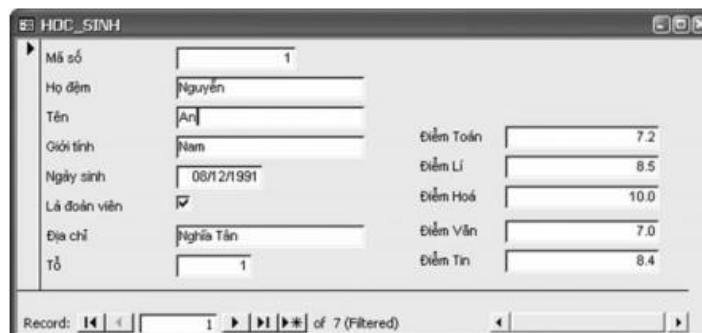 HOC_SINH
Mã số 1
Họ đệm Nguyễn
Tên An
Giới tính Nam
Ngày sinh 08/12/1991
Là đoàn viên
Địa chỉ Nghĩa Tân
Tổ 1
Điểm Toán 7.2
Điểm Lí 8.5
Điểm Hoá 10.0
Điểm Văn 7.0
Điểm Tin 8.4
Record: 1 of 7 (Filtered)